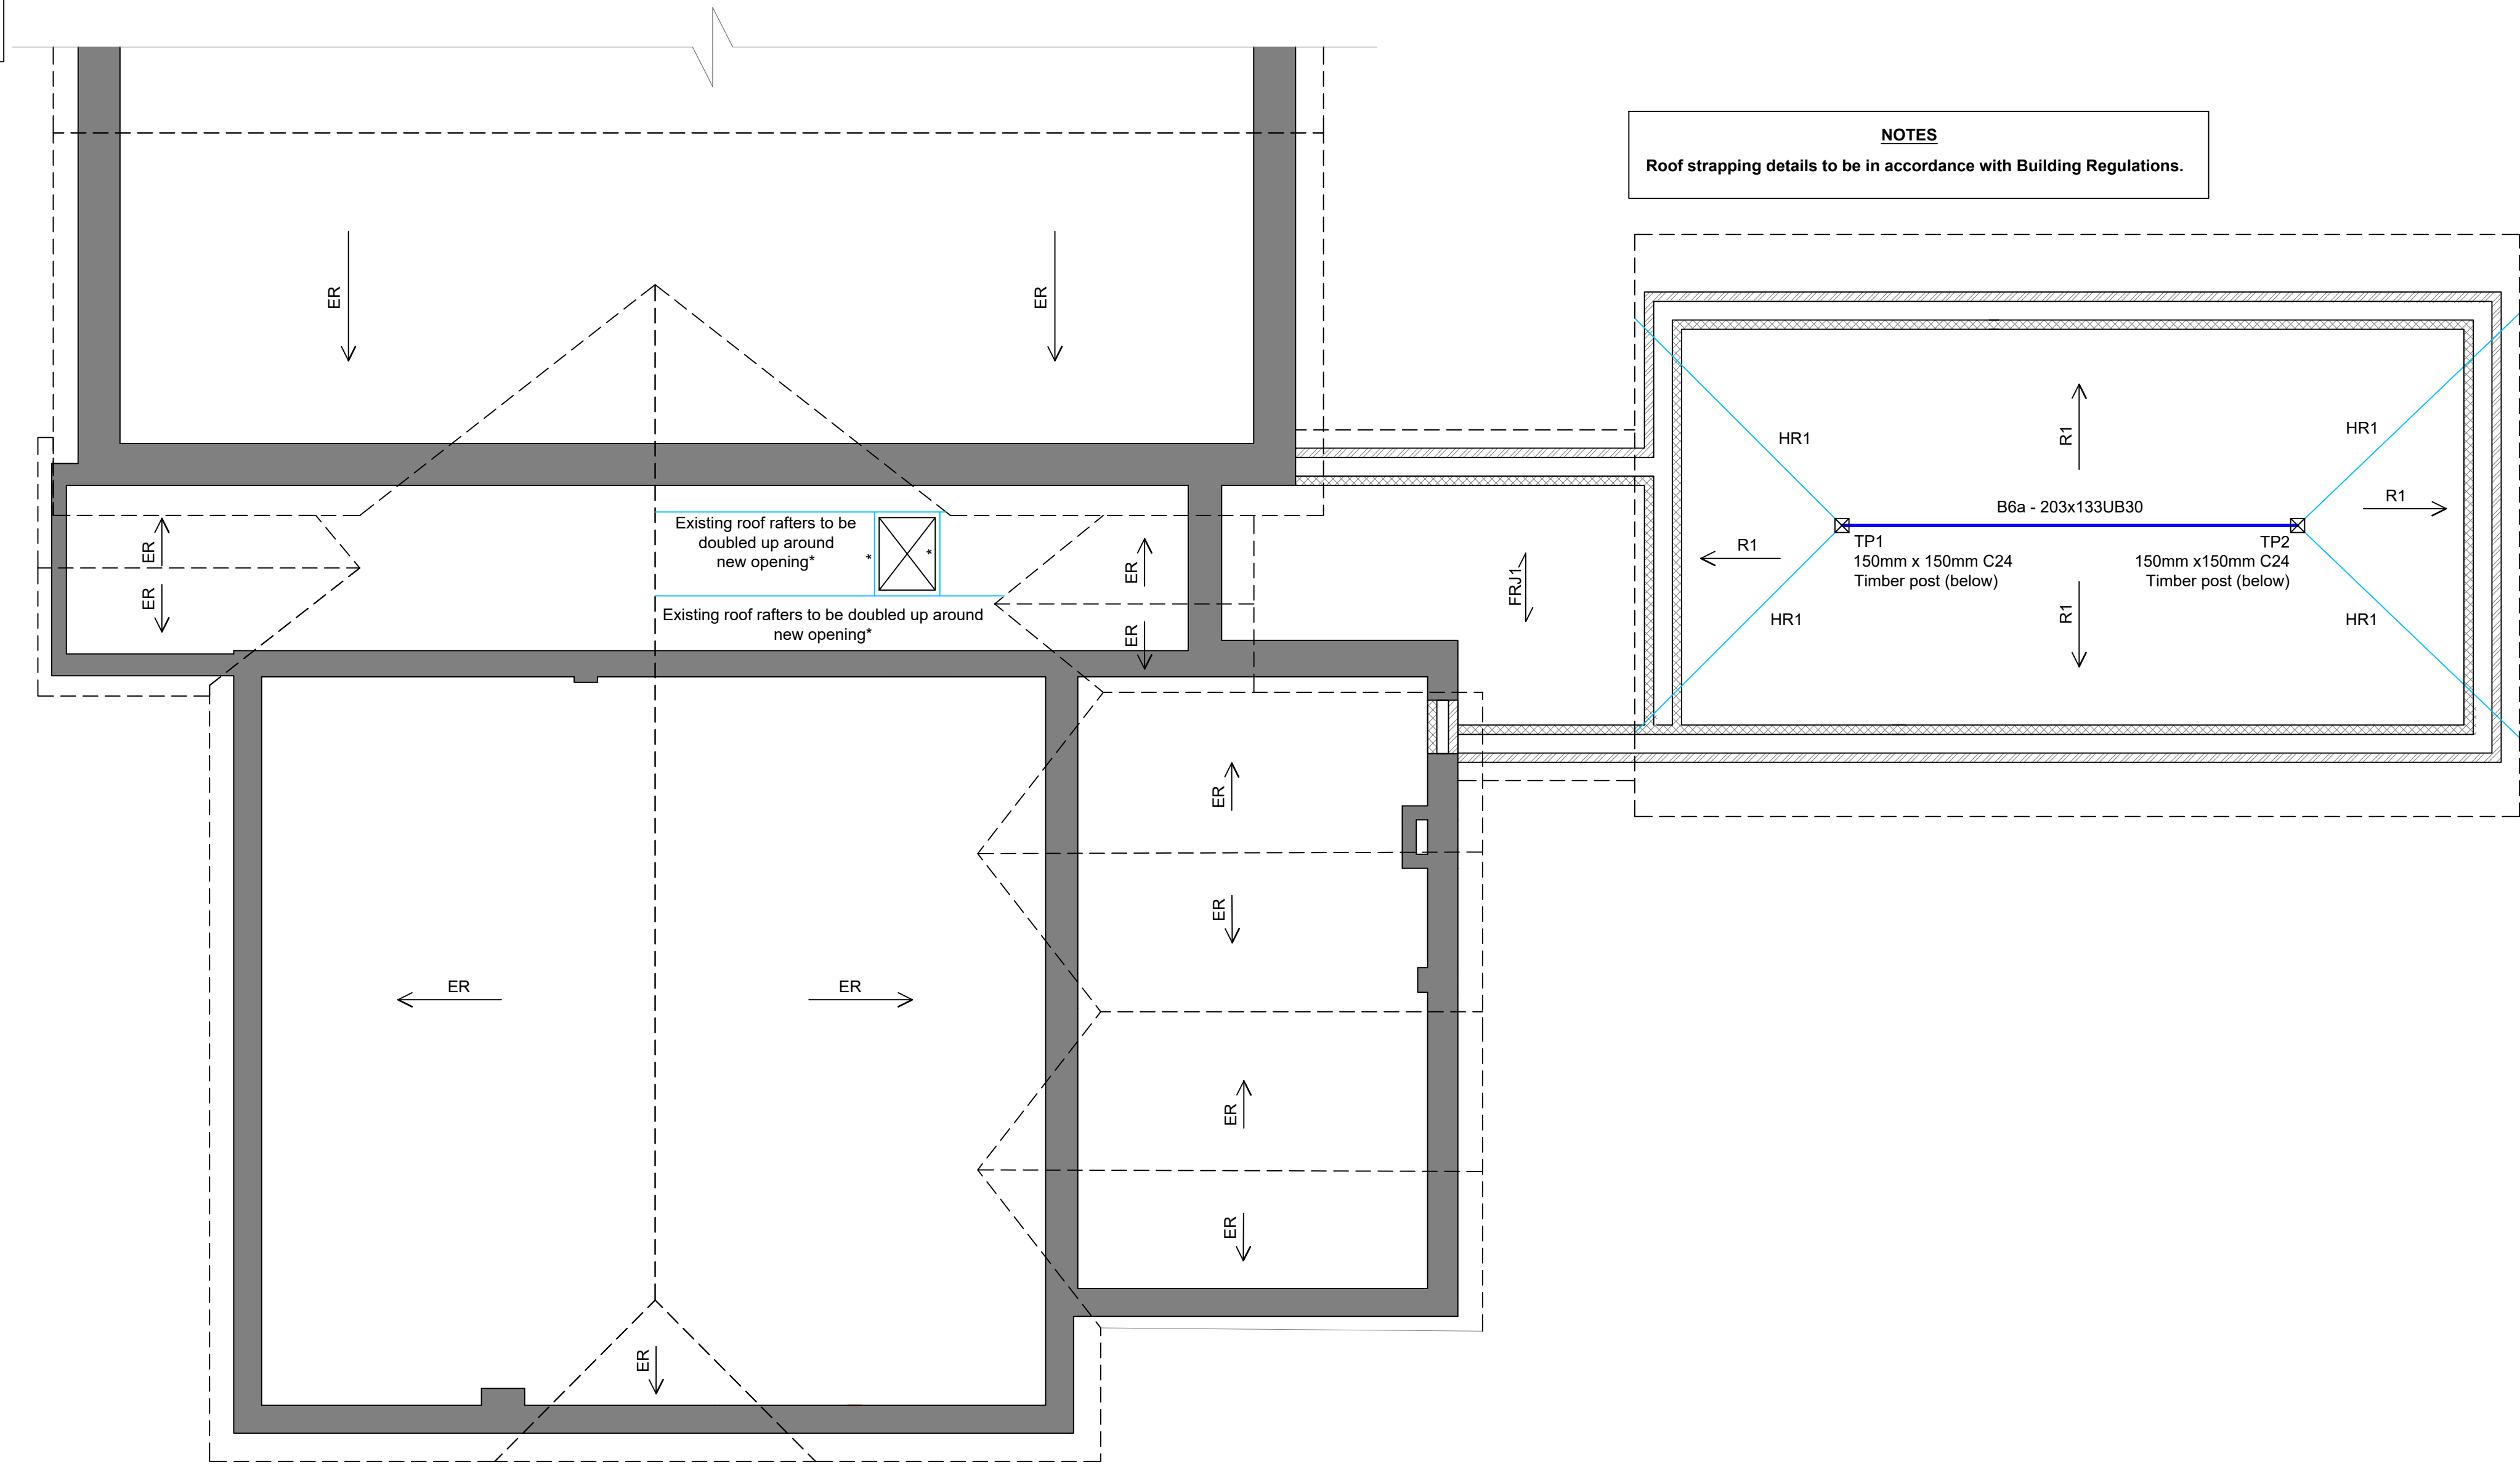 NOTES
Roof strapping details to be in accordance with Building Regulations.
ER
ER
HR1
R1
HR1
R1
B6a - 203x133UB30
Existing roof rafters to be
doubled up around
new opening*
*
*
ER
ER
ER
ER
Existing roof rafters to be doubled up around
new opening*
FRJ1
R1
TP1
150mm x 150mm C24
Timber post (below)
TP2
150mm x150mm C24
Timber post (below)
HR1
R1
HR1
ER
ER
ER
ER
ER
ER
ER